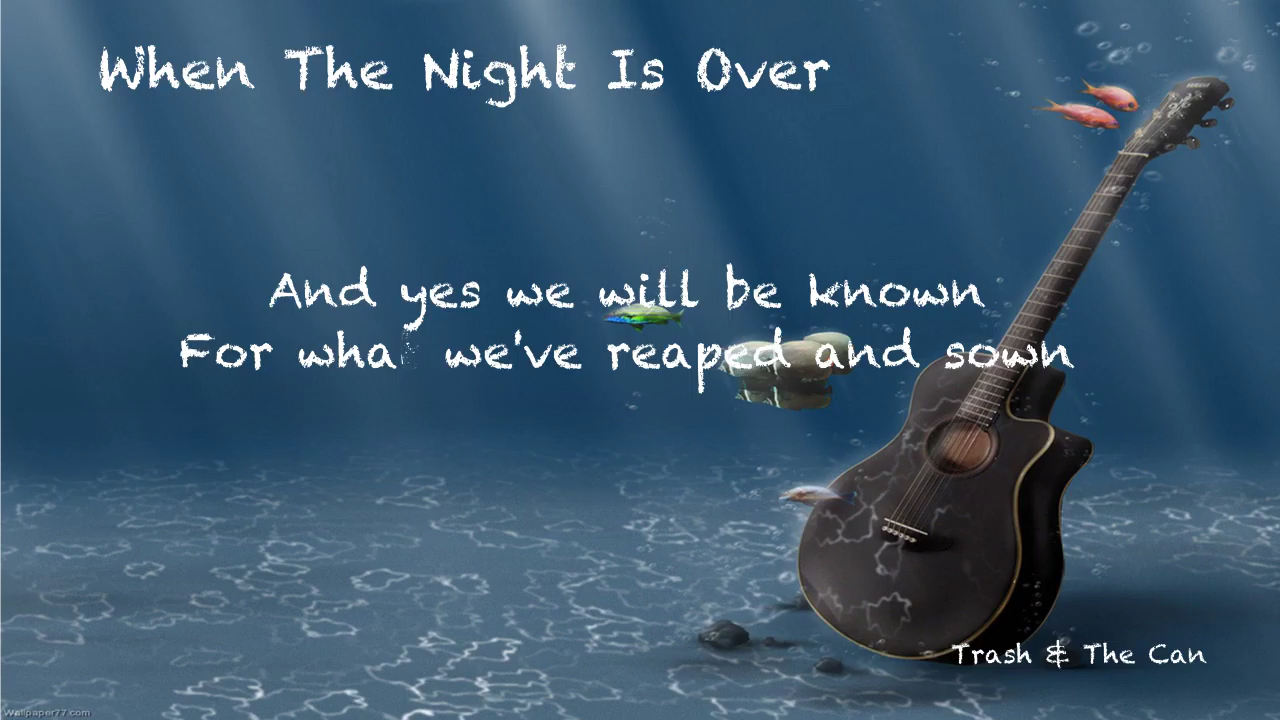 When The Night Is Over
And yes we will be known
For wha we've reaped and sown
Trash & The Can
Wallpaper77.com